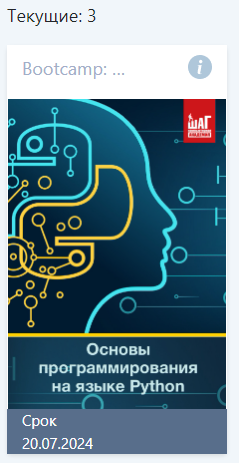 Текущие: 3
Bootcamp: ...
i
ШАГ
АКАДЕМИЯ
Основы
программирования
на языке Python
Срок
20.07.2024